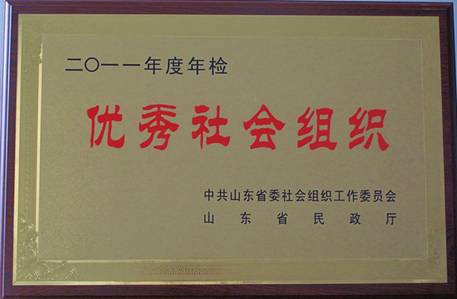 二〇一一年度年检
优秀社会组织
中共山东省委社会组织工作委员会
山东省民政厅